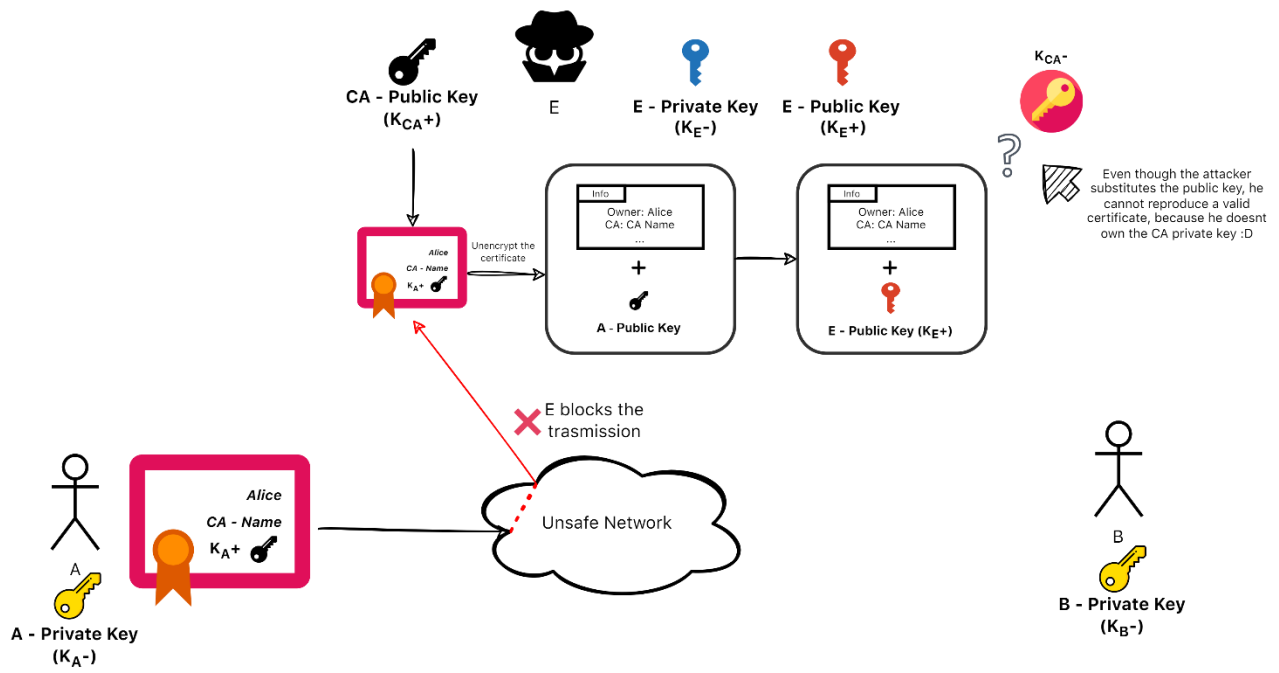 CA - Public Key
(KCA+)
E
E - Private Key
(KE-)
E - Public Key
(KE+)
KCA-
?
Even though the attacker
substitutes the public key, he
cannot reproduce a valid
certificate, because he doesnt
own the CA private key :D
Alice
CA - Name
KA+
Unencrypt the
certificate
Info
Owner: Alice
CA: CA Name
...
+
A - Public Key
Info
Owner: Alice
CA: CA Name
...
+
E - Public Key (KE+)
E blocks the
trasmission
Unsafe Network
Alice
CA - Name
KA+
A
A - Private Key
(KA-)
B
B - Private Key
(KB-)